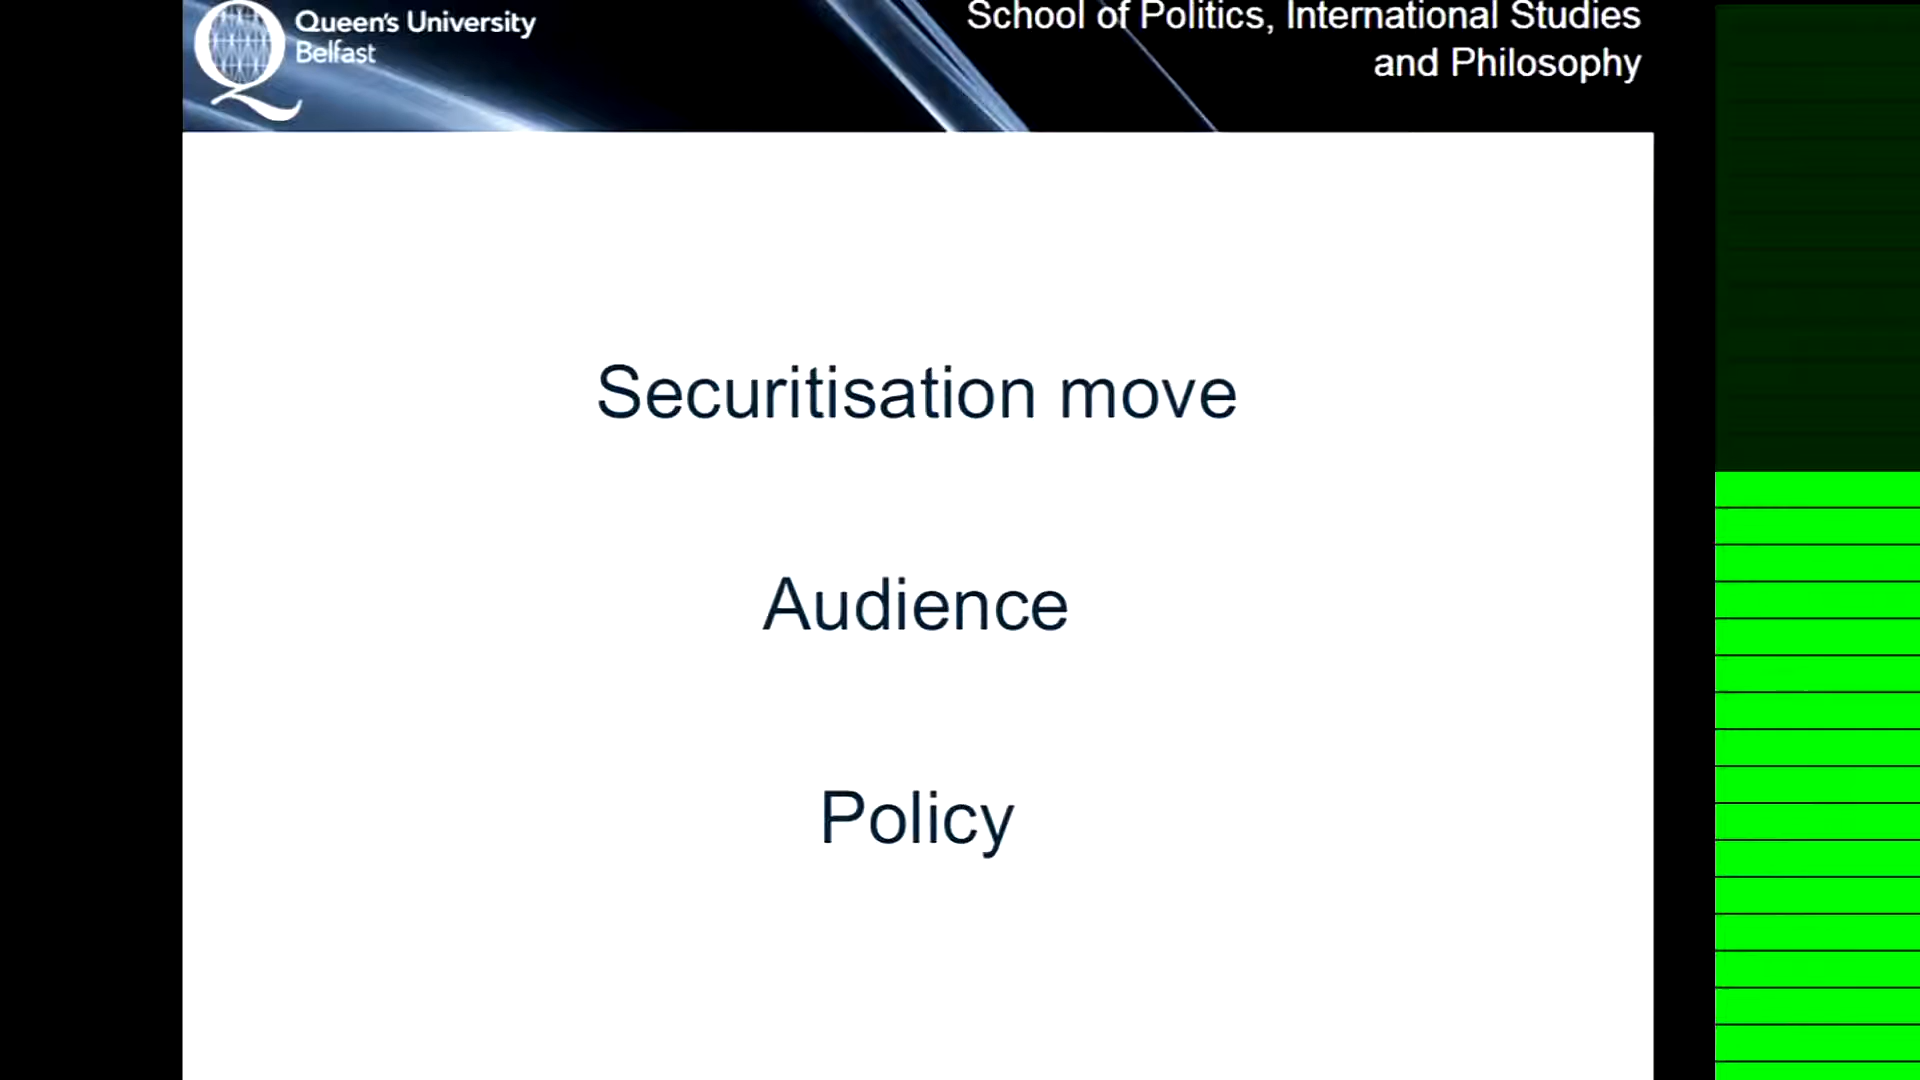 Queen's University
Belfast
School of Politics, International Studies
and Philosophy
Securitisation move
Audience
Policy